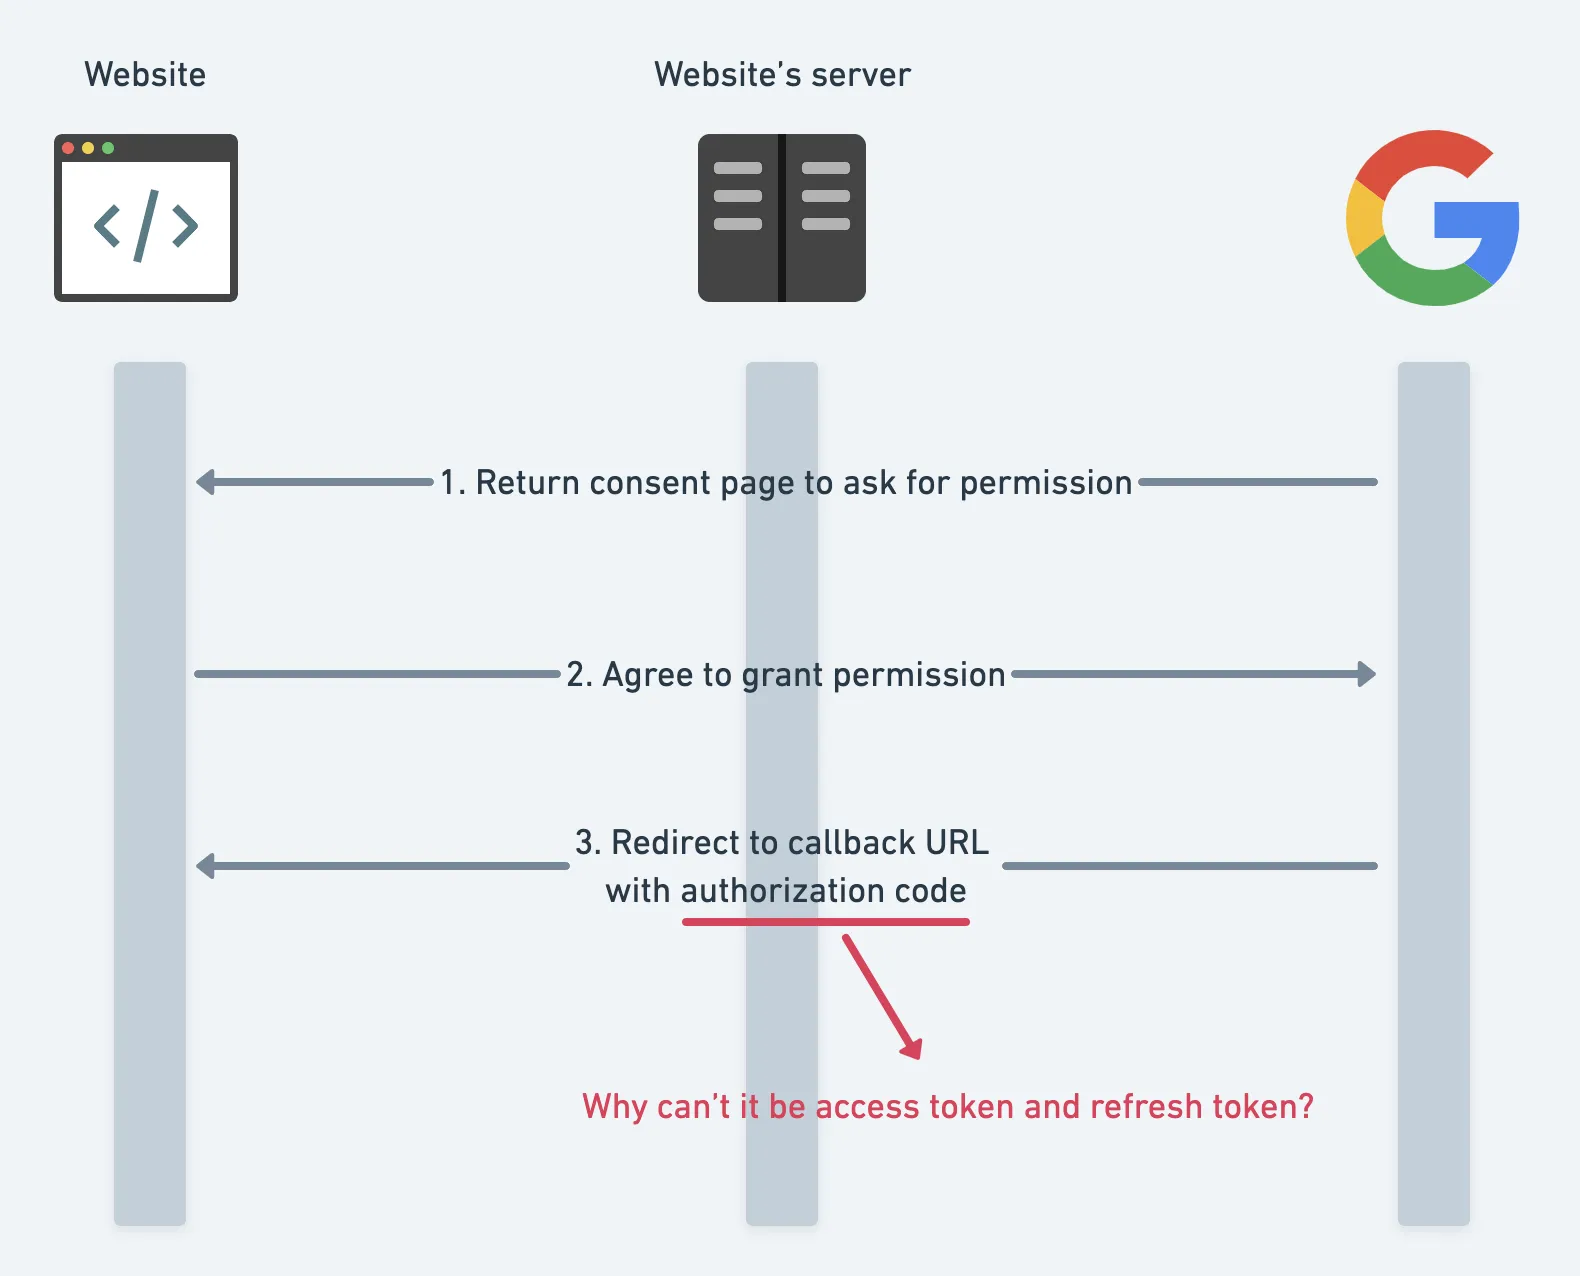 Website
Website’s server
1. Return consent page to ask for permission
2. Agree to grant permission
3. Redirect to callback URL
with authorization code
Why can’t it be access token and refresh token?